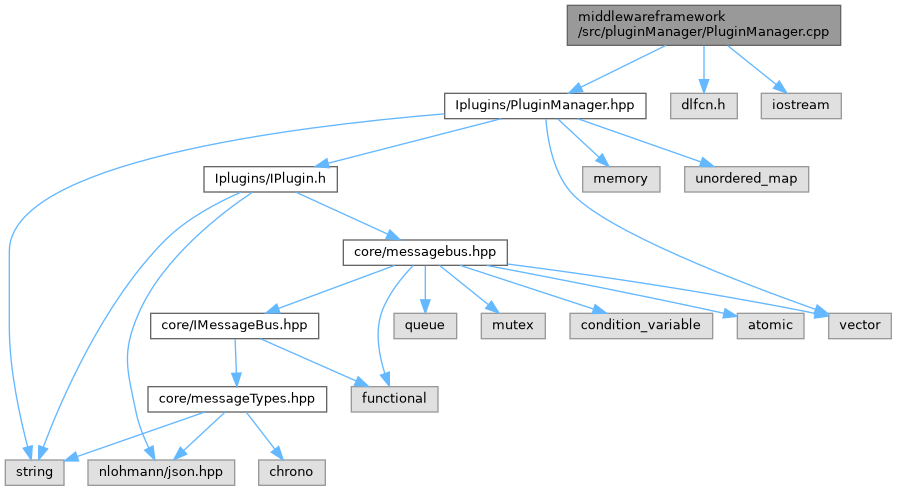 middlewareframework
/src/pluginManager/PluginManager.cpp
Iplugins/PluginManager.hpp
dlfcn.h
iostream
Iplugins/IPlugin.h
memory
unordered_map
core/messagebus.hpp
core/IMessageBus.hpp
queue
mutex
condition_variable
atomic
vector
core/messageTypes.hpp
functional
string
nlohmann/json.hpp
chrono